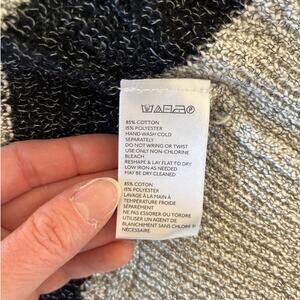 85% COTTON
15% POLYESTER
HAND WASH COLD
SEPARATELY
DO NOT WRING OR TWIST
USE ONLY NON-CHLORINE
BLEACH
RESHAPE & LAY FLAT TO DRY
LOW IRON AS NEEDED
MAY BE DRY CLEANED
85% COTON
15% POLYESTER
LAVAGE À LA MAIN À
TEMPÉRATURE FROIDE
SÉPAREMENT
NE PAS ESSORER OU TORDRE
UTILISER UN AGENT DE
BLANCHIMENT SANS CHLORE SI
NÉCESSAIRE